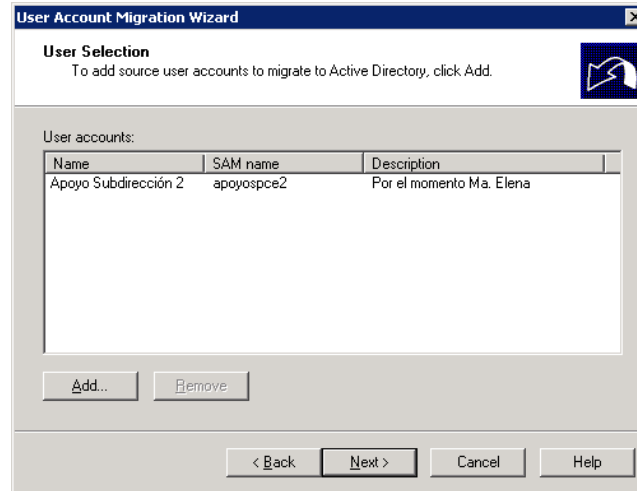 User Account Migration Wizard
User Selection
To add source user accounts to migrate to Active Directory, click Add.
User accounts:
Name SAM name Description
Apoyo Subdirección 2 apoyospce2 Por el momento Ma. Elena
Add... Remove
< Back Next > Cancel Help